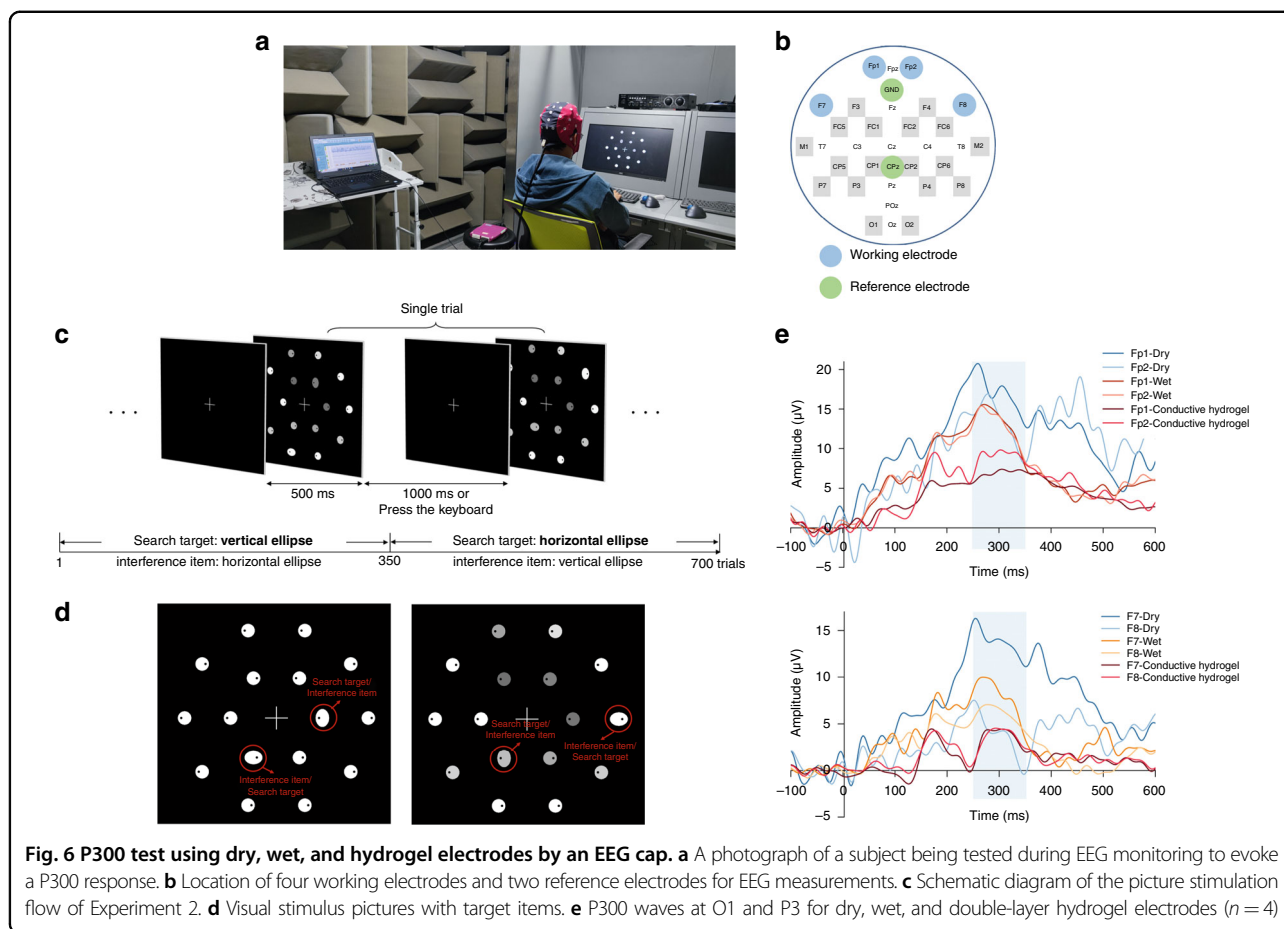 a
b
Fp1 Fpz Fp2
GND
F7 F3 Fz F4 F8
FC5 FC1 FC2 FC6
M1 T7 C3 Cz C4 T8 M2
CP5 CP1 CPz CP2 CP6
P7 P3 Pz P4 P8
POz
O1 Oz O2
Working electrode
Reference electrode
c
Single trial
. . .
. . .
500 ms
1000 ms or
Press the keyboard
Search target: vertical ellipse
Search target: horizontal ellipse
1
interference item: horizontal ellipse
350
interference item: vertical ellipse
700 trials
d
Search target/
Interference item
Interference item/
Search target
Search target/
Interference item
Interference item/
Search target
e
Amplitude (µV)
20
15
10
5
0
–5
–100
0
100
200
300
400
500
600
Time (ms)
Fp1-Dry
Fp2-Dry
Fp1-Wet
Fp2-Wet
Fp1-Conductive hydrogel
Fp2-Conductive hydrogel
Amplitude (µV)
15
10
5
0
–5
–100
0
100
200
300
400
500
600
Time (ms)
F7-Dry
F8-Dry
F7-Wet
F8-Wet
F7-Conductive hydrogel
F8-Conductive hydrogel
Fig. 6 P300 test using dry, wet, and hydrogel electrodes by an EEG cap. a A photograph of a subject being tested during EEG monitoring to evoke
a P300 response. b Location of four working electrodes and two reference electrodes for EEG measurements. c Schematic diagram of the picture stimulation
flow of Experiment 2. d Visual stimulus pictures with target items. e P300 waves at O1 and P3 for dry, wet, and double-layer hydrogel electrodes (n = 4)